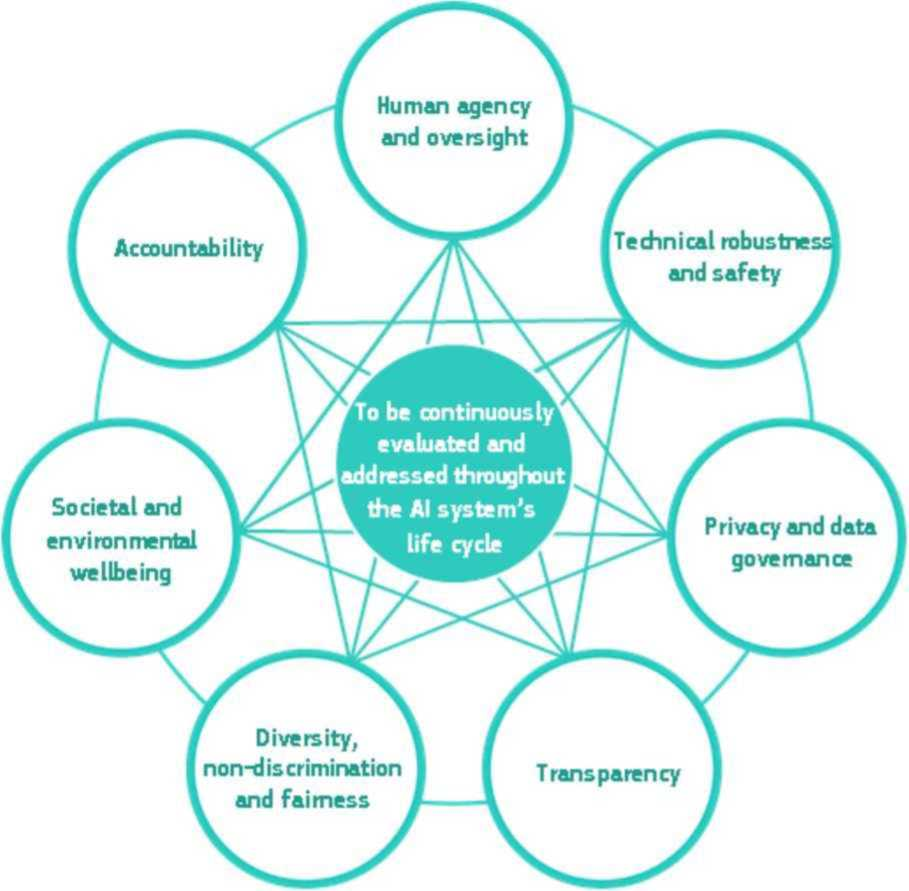 Human agency
and oversight
Technical robustness
and safety
Privacy and data
governance
Transparency
Diversity,
non-discrimination
and fairness
Societal and
environmental
wellbeing
Accountability
To be continuously
evaluated and
addressed throughout
the AI system's
life cycle